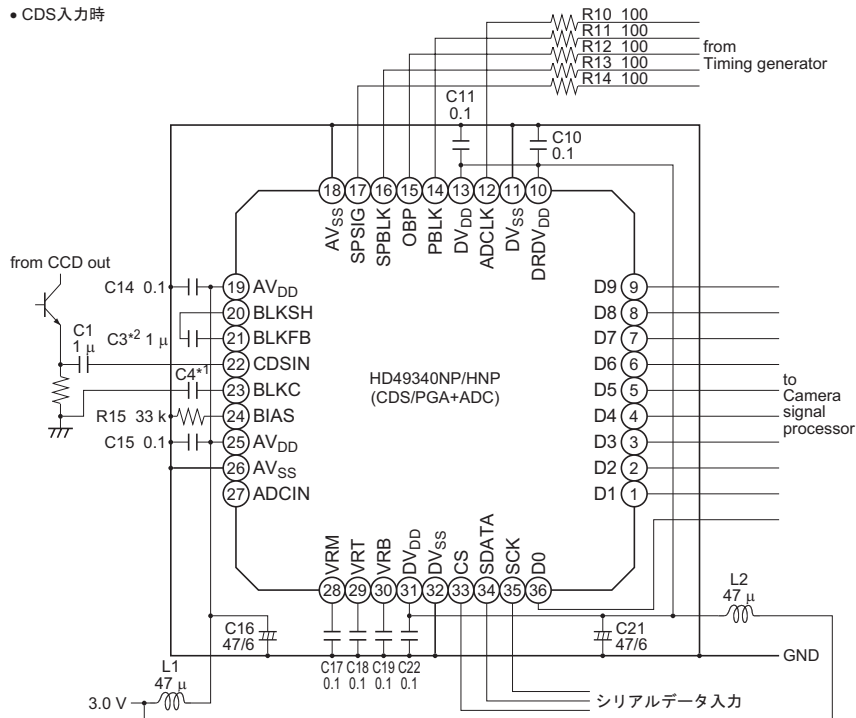 • CDS入力時
R10 100
R11 100
R12 100
R13 100
R14 100
from
Timing generator
C11
0.1
C10
0.1
18 17 16 15 14 13 12 11 10
AVSS
SPSIG
SPBLK
OBP
PBLK
DVDD
ADCLK
DVSS
DRDVDD
from CCD out
C14 0.1
C1
1 μ
C3*2 1 μ
C4*1
R15 33 k
C15 0.1
19 AVDD
20 BLKSH
21 BLKFB
22 CDSIN
23 BLKC
24 BIAS
25 AVDD
26 AVSS
27 ADCIN
HD49340NP/HNP
(CDS/PGA+ADC)
D9 9
D8 8
D7 7
D6 6
D5 5
D4 4
D3 3
D2 2
D1 1
to
Camera
signal
processor
VRM
VRT
VRB
DVDD
DVSS
CS
SDATA
SCK
D0
28 29 30 31 32 33 34 35 36
C16
47/6
C17
0.1
C18
0.1
C19
0.1
C22
0.1
C21
47/6
L2
47 μ
GND
L1
47 μ
3.0 V
シリアルデータ入力